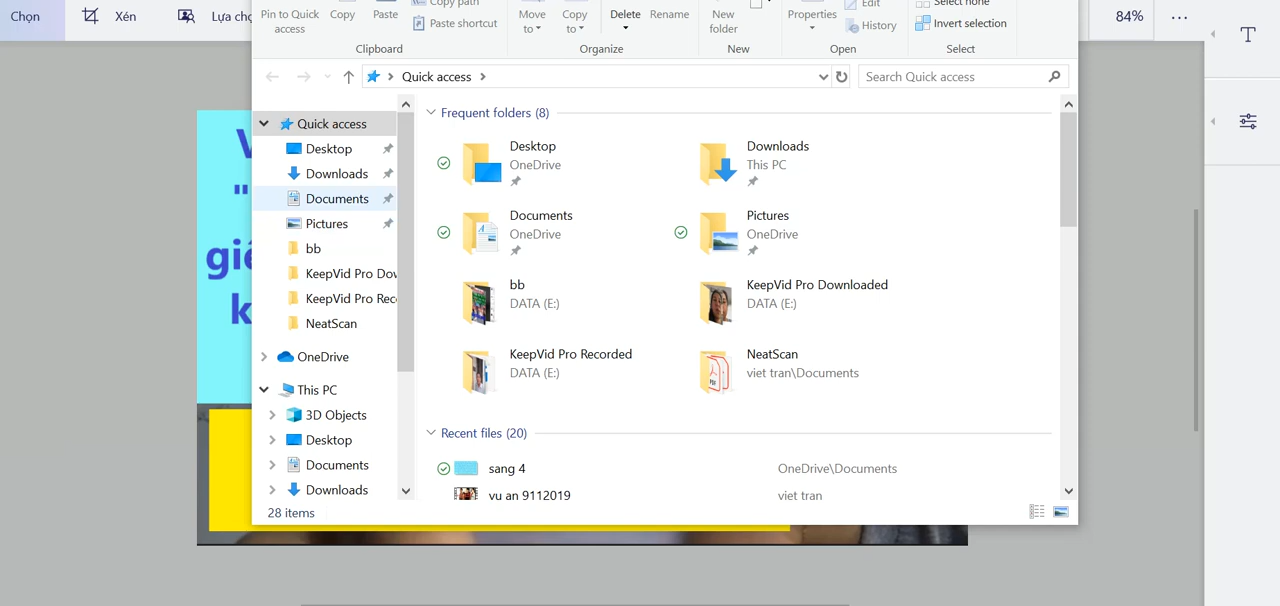 Chọn
Xén
Pin to Quick
access
Copy
Paste
Copy path
Paste shortcut
Clipboard
Move
to
Copy
to
Delete
Rename
Organize
New
folder
New
Properties
Edit
History
Open
Select none
Invert selection
Select
84%
Quick access
Search Quick access
Quick access
Desktop
Downloads
Documents
Pictures
bb
KeepVid Pro
KeepVid Pro
NeatScan
OneDrive
This PC
3D Objects
Desktop
Documents
Downloads
Frequent folders (8)
Desktop
OneDrive
Downloads
This PC
Documents
OneDrive
Pictures
OneDrive
bb
DATA (E:)
KeepVid Pro Downloaded
DATA (E:)
KeepVid Pro Recorded
DATA (E:)
NeatScan
viet tran\Documents
Recent files (20)
sang 4
OneDrive\Documents
vu an 9112019
viet tran
28 items